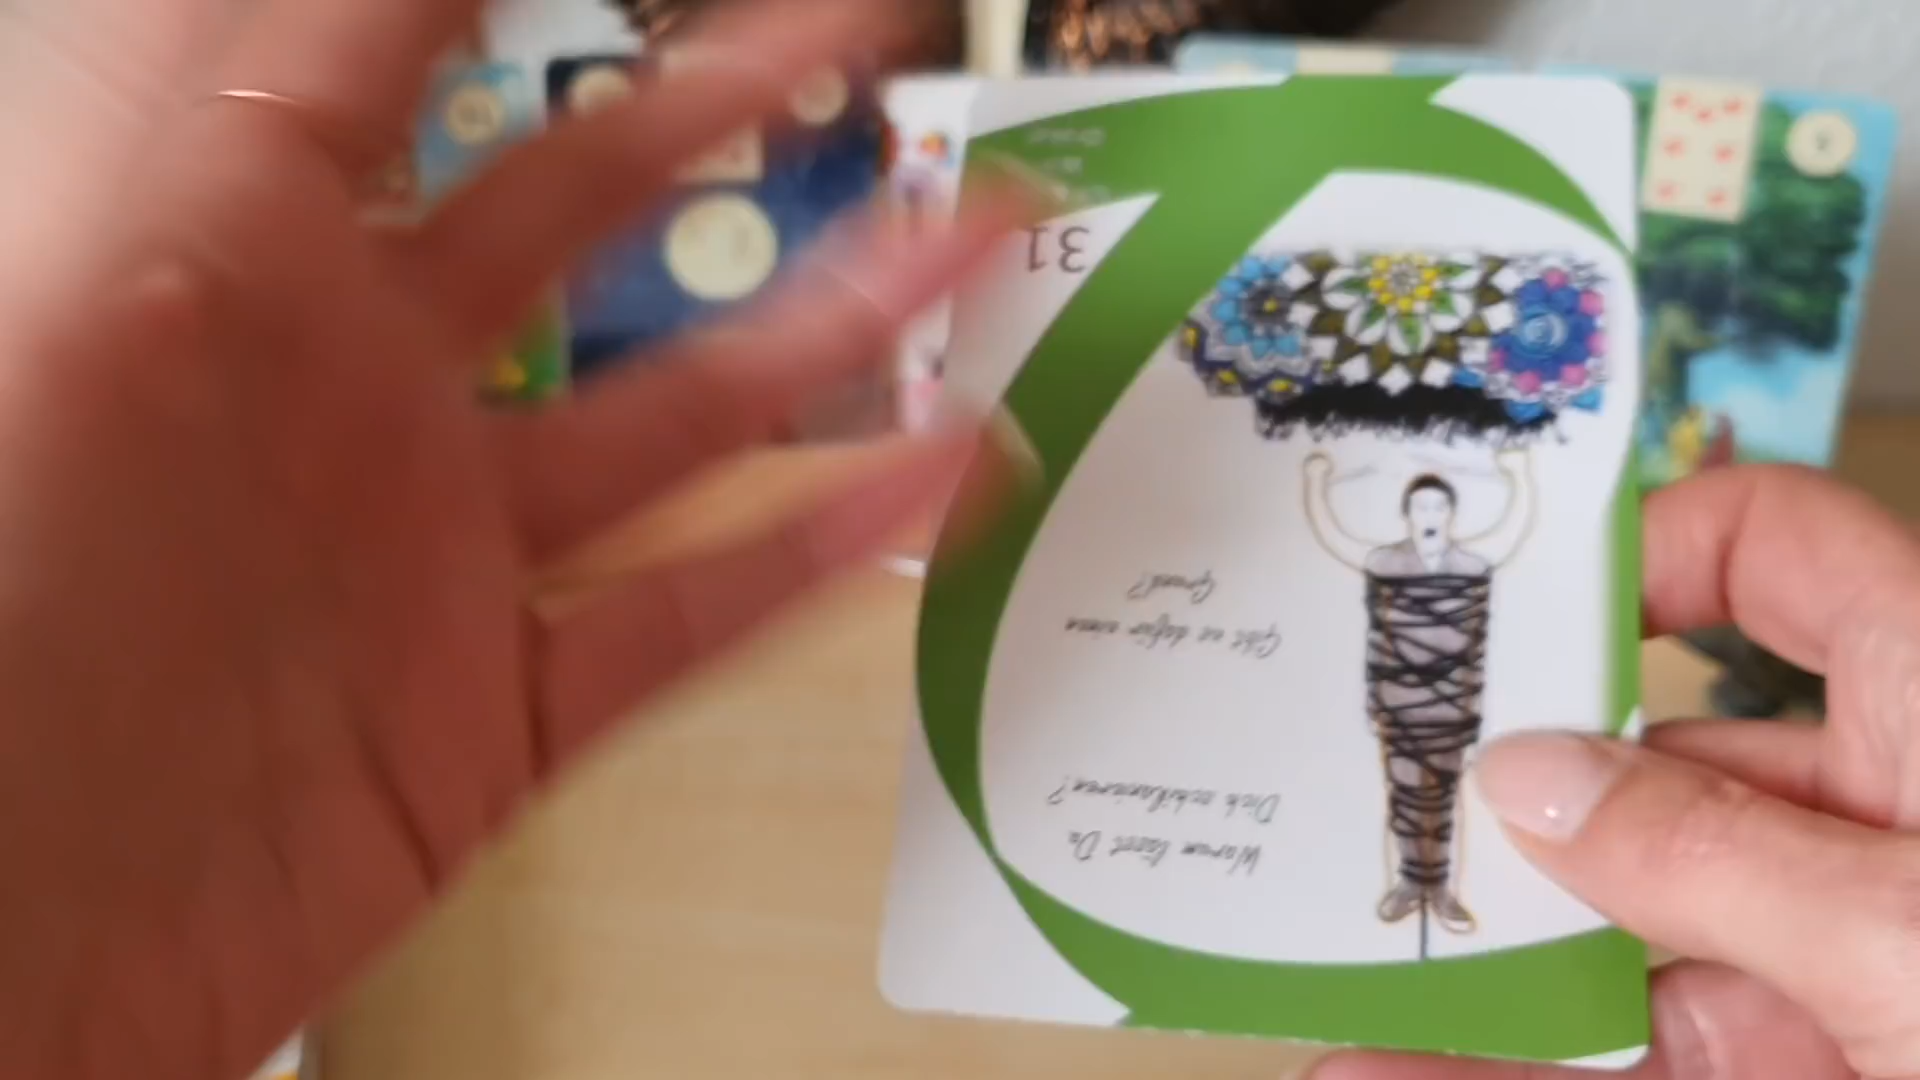 Warum lässt Du
Dich schikanieren?
Gibt es dafür einen
Grund?
31